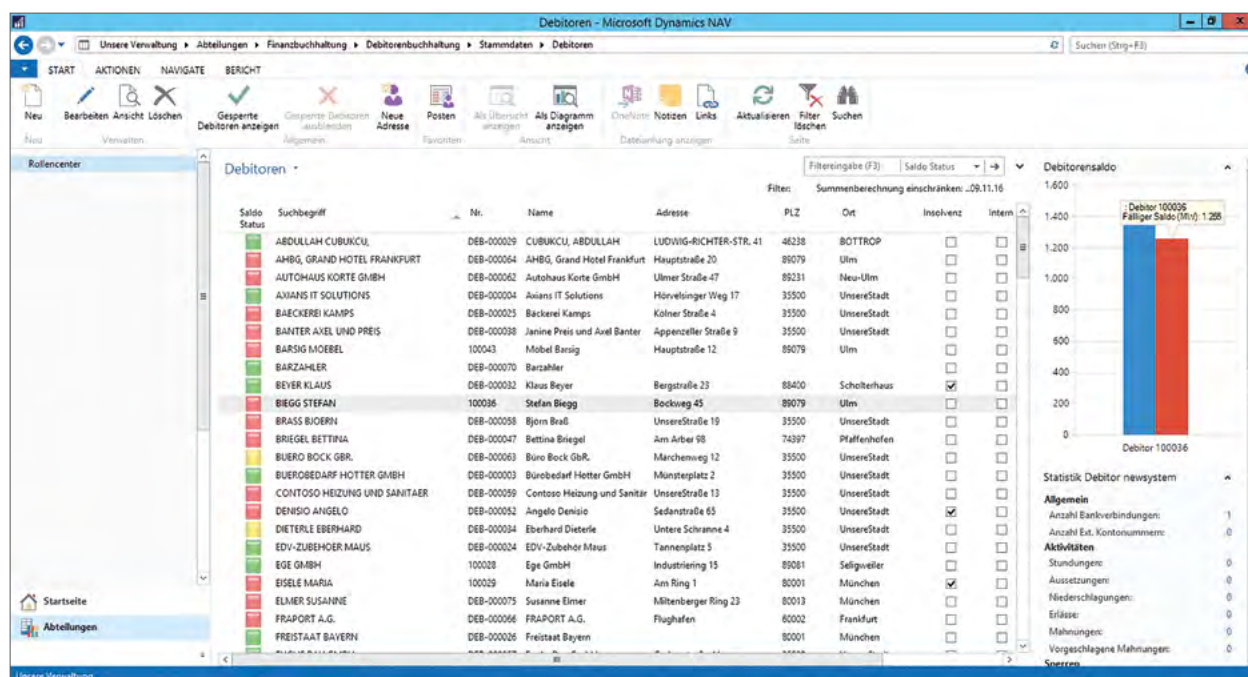 Debitoren - Microsoft Dynamics NAV
Unsere Verwaltung Abteilungen Finanzbuchhaltung Debitorenbuchhaltung Stammdaten Debitoren
Suchen (Strg+F3)
START AKTIONEN NAVIGATE BERICHT
Neu Bearbeiten Ansicht Löschen Gesperrte Debitoren anzeigen Gesperrte Debitoren ausblenden Neue Adresse Posten Als Übersicht anzeigen Als Diagramm anzeigen OneNote Notizen Links Aktualisieren Filter löschen Suchen
Neu Verwalten Allgemein Favoriten Ansicht Dateianhang anzeigen Seite
Rollencenter
Debitoren
Filtereingabe (F3) Saldo Status
Filter: Summenberechnung einschränken: ..09.11.16
Saldo Status Suchbegriff Nr. Name Adresse PLZ Ort Insolvenz Intern
ABDULLAH CUBUKCU, DEB-000029 CUBUKCU, ABDULLAH LUDWIG-RICHTER-STR. 41 46238 BOTTROP
AHBG, GRAND HOTEL FRANKFURT DEB-000064 AHBG, Grand Hotel Frankfurt Hauptstraße 20 89079 Ulm
AUTOHAUS KORTE GMBH DEB-000062 Autohaus Korte GmbH Ulmer Straße 47 89231 Neu-Ulm
AXIANS IT SOLUTIONS DEB-000004 Axians IT Solutions Hörvelsinger Weg 17 35500 UnsereStadt
BAECKEREI KAMPS DEB-000025 Bäckerei Kamps Kölner Straße 4 35500 UnsereStadt
BANTER AXEL UND PREIS DEB-000038 Janine Preis und Axel Banter Appenzeller Straße 9 35500 UnsereStadt
BARSIG MOEBEL 100043 Möbel Barsig Hauptstraße 12 89079 Ulm
BARZAHLER DEB-000070 Barzahler
BEYER KLAUS DEB-000032 Klaus Beyer Bergstraße 23 88400 Scholterhaus
BIEGG STEFAN 100036 Stefan Biegg Bockweg 45 89079 Ulm
BRASS BJOERN DEB-000058 Björn Braß UnsereStraße 19 35500 UnsereStadt
BRIEGEL BETTINA DEB-000047 Bettina Briegel Am Arber 98 74397 Pfaffenhofen
BUERO BOCK GBR. DEB-000063 Büro Bock GbR. Märchenweg 12 35500 UnsereStadt
BUEROBEDARF HOTTER GMBH DEB-000003 Bürobedarf Hotter GmbH Münsterplatz 2 35500 UnsereStadt
CONTOSO HEIZUNG UND SANITAER DEB-000059 Contoso Heizung und Sanitär UnsereStraße 13 35500 UnsereStadt
DENISIO ANGELO DEB-000052 Angelo Denisio Sedanstraße 65 35500 UnsereStadt
DIETERLE EBERHARD DEB-000034 Eberhard Dieterle Untere Schranne 4 35500 UnsereStadt
EDV-ZUBEHOER MAUS DEB-000024 EDV-Zubehör Maus Tannenplatz 5 35500 UnsereStadt
EGE GMBH 100028 Ege GmbH Industriering 15 89081 Seligweiler
EISELE MARIA 100029 Maria Eisele Am Ring 1 80001 München
ELMER SUSANNE DEB-000075 Susanne Elmer Miltenberger Ring 23 80013 München
FRAPORT A.G. DEB-000066 FRAPORT A.G. Flughafen 60002 Frankfurt
FREISTAAT BAYERN DEB-000026 Freistaat Bayern 80001 München
Debitorensaldo
1.600
1.400
1.200
1.000
800
600
400
200
0
: Debitor 100036
Fälliger Saldo (MW): 1.255
Debitor 100036
Statistik Debitor newsystem
Allgemein
Anzahl Bankverbindungen: 1
Anzahl Ext. Kontonummern: 0
Aktivitäten
Stundungen: 0
Aussetzungen: 0
Niederschlagungen: 0
Erlässe: 0
Mahnungen: 0
Vorgeschlagene Mahnungen: 0
Sperren
Startseite
Abteilungen
Unsere Verwaltung